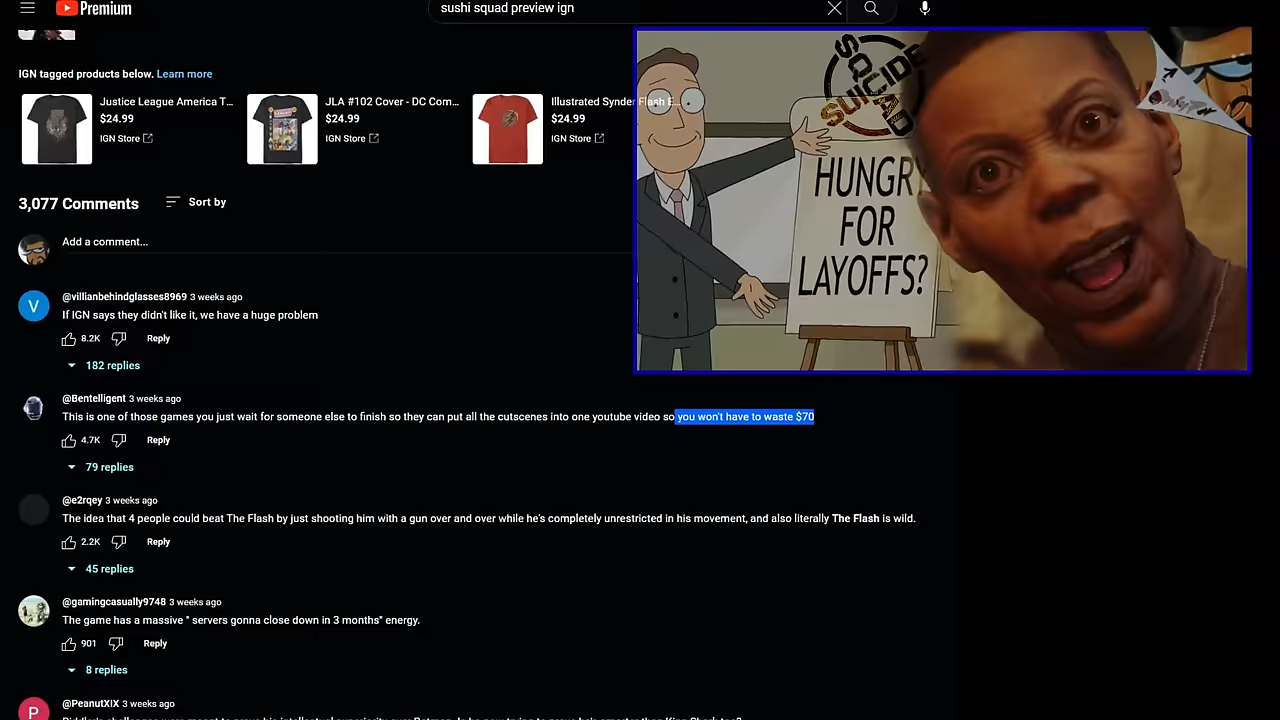 Premium
sushi squad preview ign
IGN tagged products below. Learn more
Justice League America T...
$24.99
IGN Store
JLA #102 Cover - DC Com...
$24.99
IGN Store
Illustrated Synder Flash E...
$24.99
IGN Store
SUICIDE
SQUAD
HUNGRY
FOR
LAYOFFS?
3,077 Comments
Sort by
Add a comment...
@villianbehindglasses8969 3 weeks ago
If IGN says they didn't like it, we have a huge problem
8.2K
Reply
182 replies
@Bentelligent 3 weeks ago
This is one of those games you just wait for someone else to finish so they can put all the cutscenes into one youtube video so you won't have to waste $70
4.7K
Reply
79 replies
@e2rqey 3 weeks ago
The idea that 4 people could beat The Flash by just shooting him with a gun over and over while he's completely unrestricted in his movement, and also literally The Flash is wild.
2.2K
Reply
45 replies
@gamingcasually9748 3 weeks ago
The game has a massive " servers gonna close down in 3 months" energy.
901
Reply
8 replies
P
@PeanutXIX 3 weeks ago